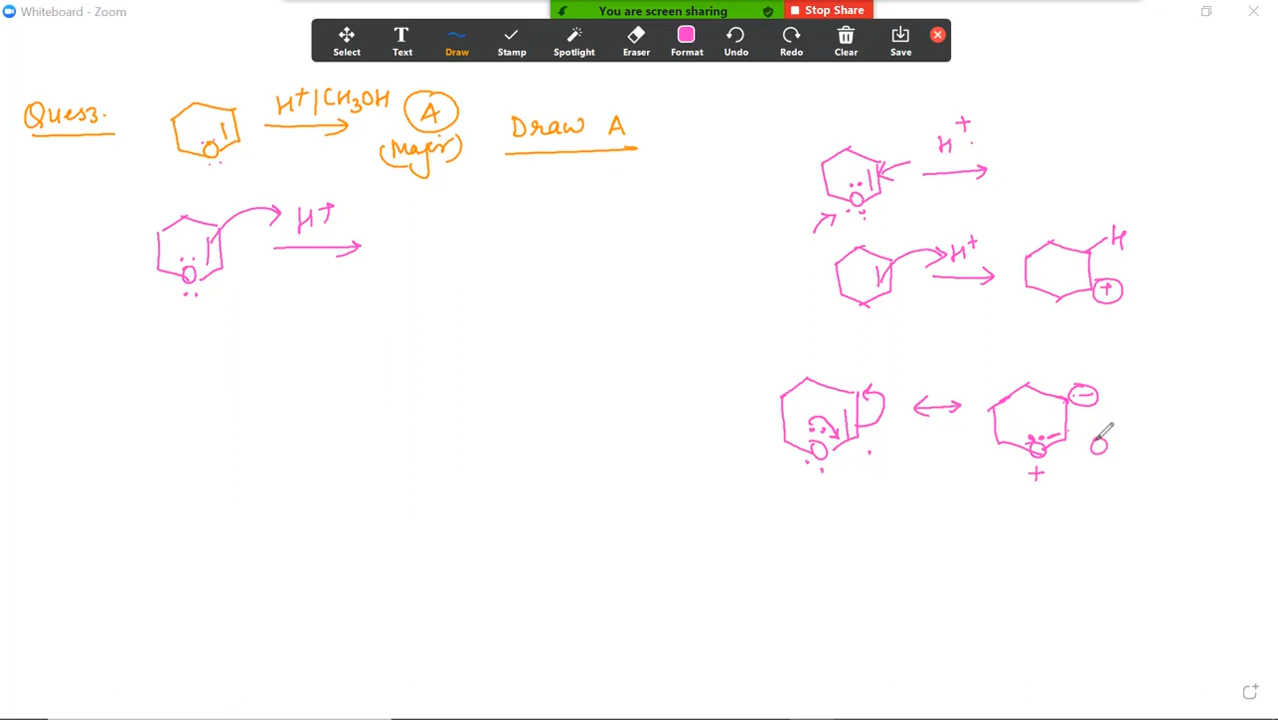 Whiteboard - Zoom
You are screen sharing
Stop Share
Select
Text
Draw
Stamp
Spotlight
Eraser
Format
Undo
Redo
Clear
Save
Ques3.
O
H+/CH3OH
A
(Major)
Draw A
O
H+
O
H+
H+
H
+
O
O
-
+